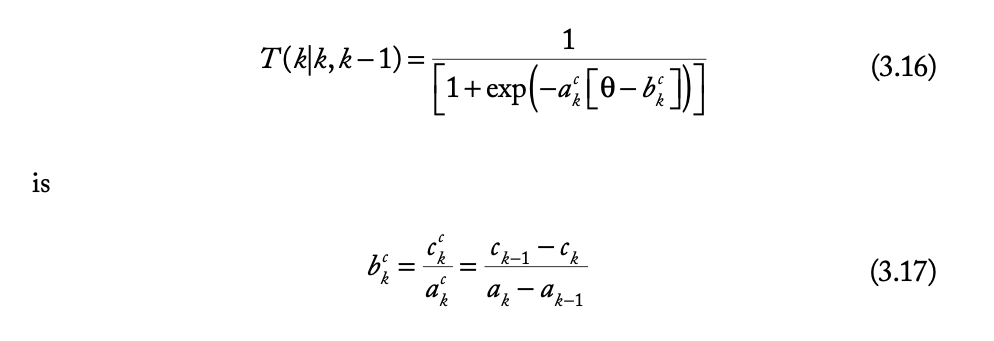 T(k|k, k − 1) = 1 / [1 + exp(−a_k^c [θ − b_k^c])] (3.16)
is
b_k^c = c_k^c / a_k^c = (c_{k−1} − c_k) / (a_k − a_{k−1}) (3.17)